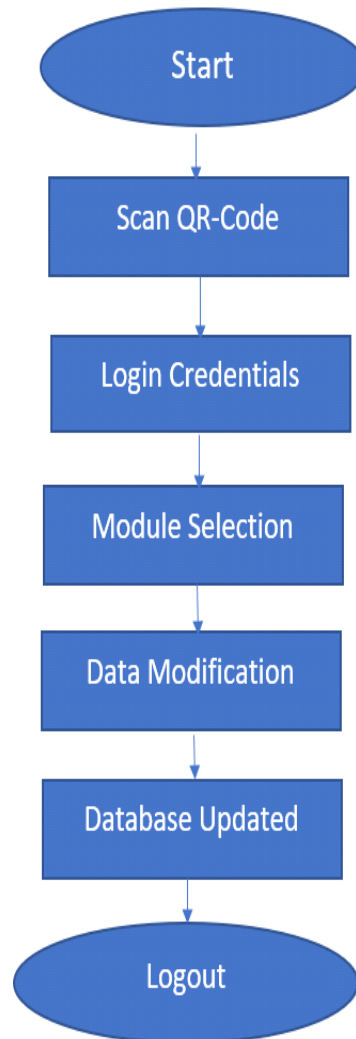 Start
Scan QR-Code
Login Credentials
Module Selection
Data Modification
Database Updated
Logout